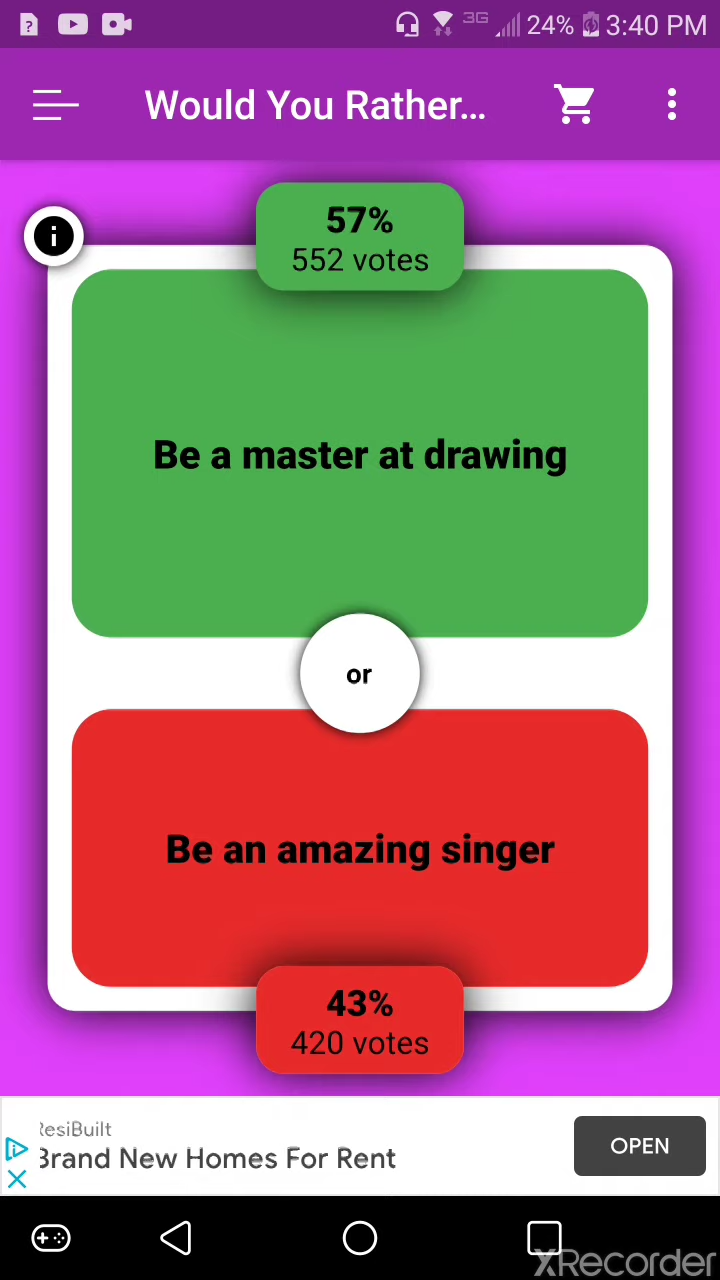 3G 24% 3:40 PM
Would You Rather...
57%
552 votes
i
Be a master at drawing
or
Be an amazing singer
43%
420 votes
ResiBuilt
Brand New Homes For Rent
OPEN
XRecorder